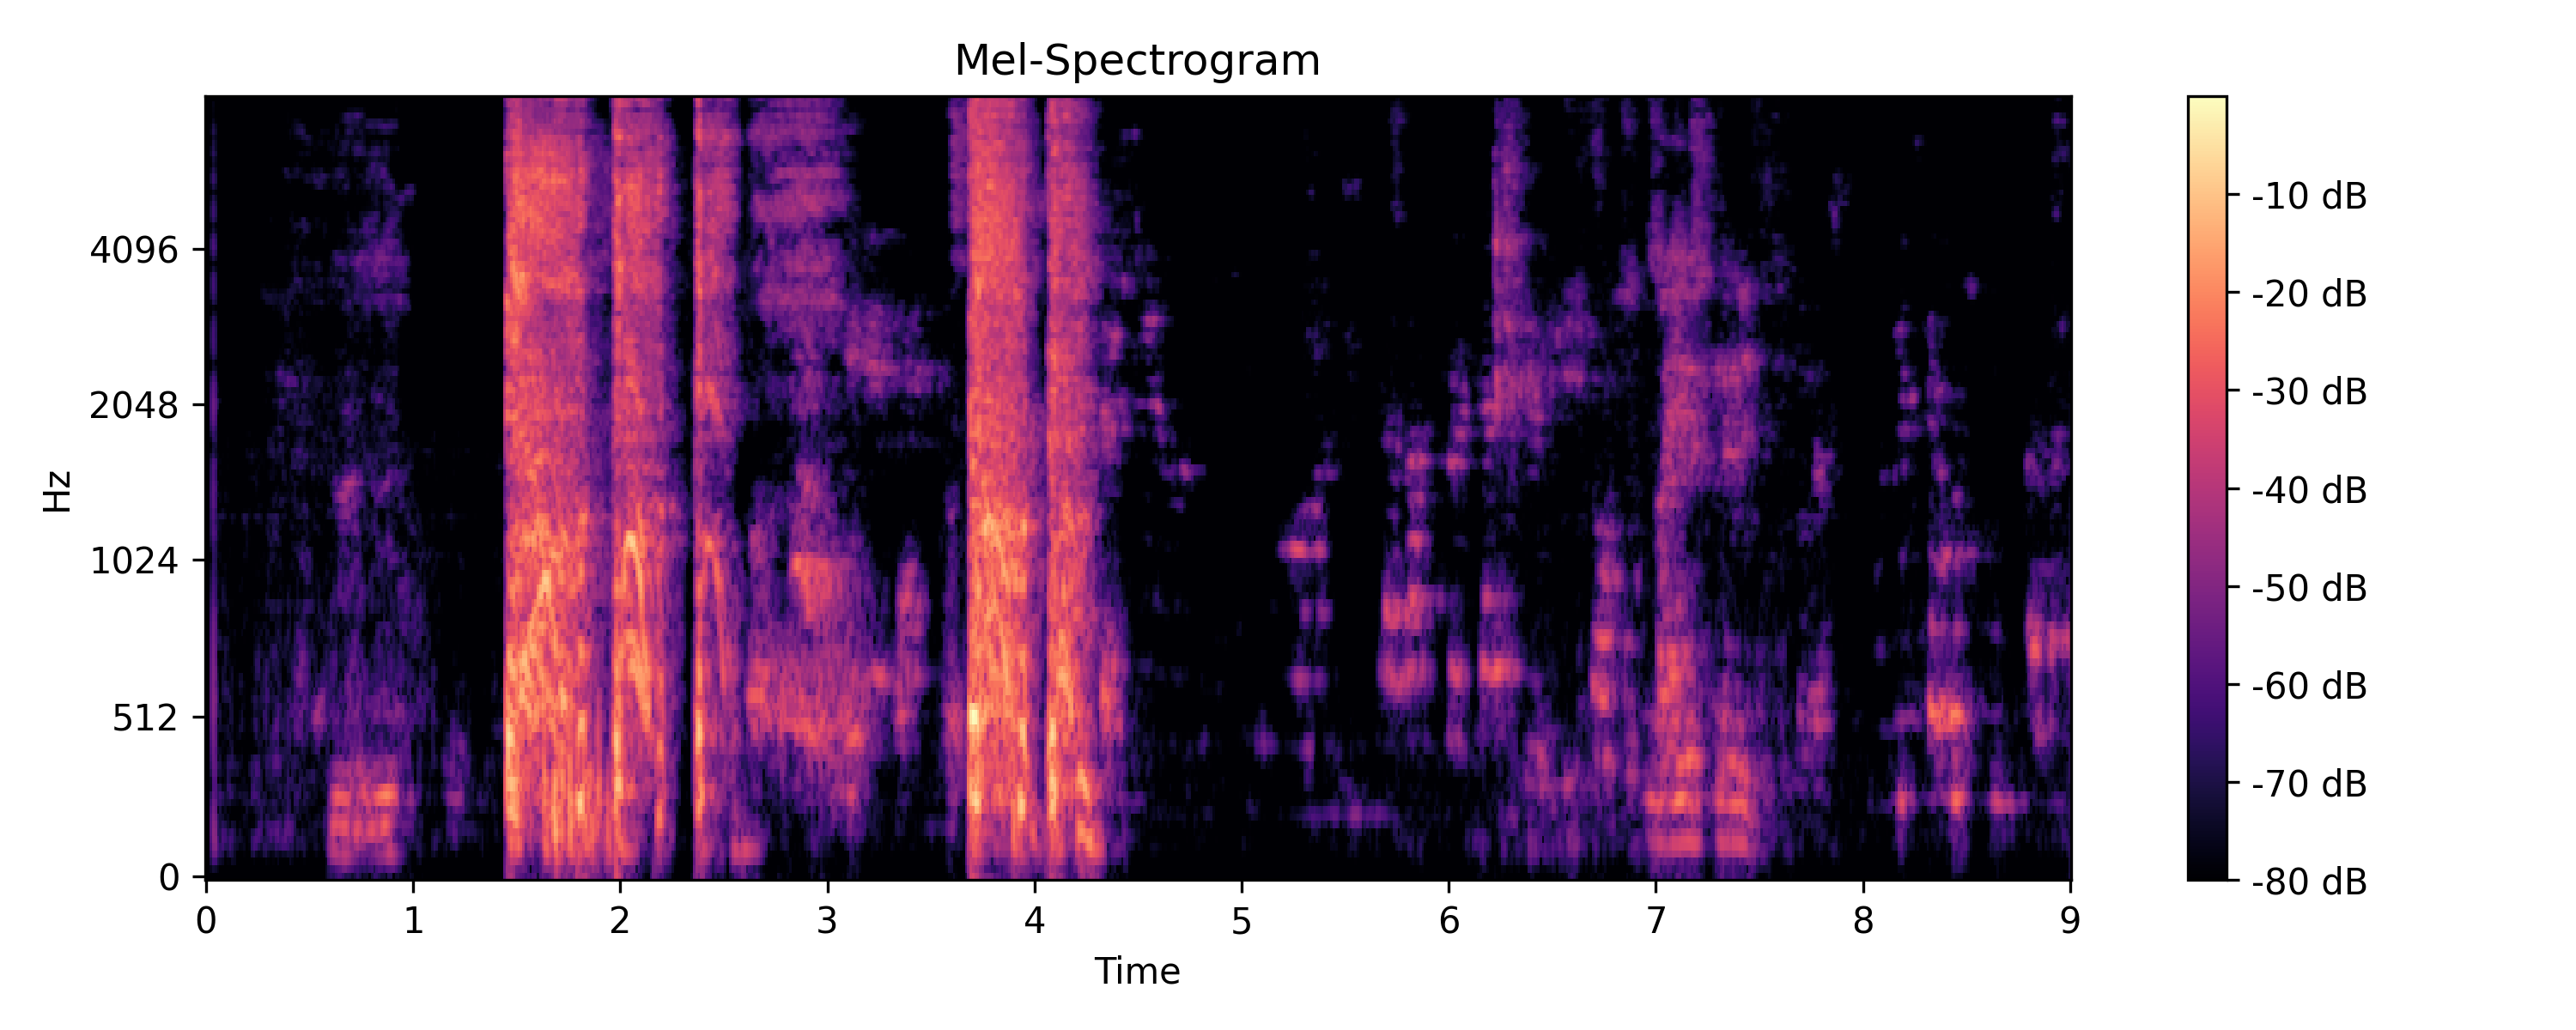 Mel-Spectrogram
Hz
4096
2048
1024
512
0
0 1 2 3 4 5 6 7 8 9
Time
-10 dB
-20 dB
-30 dB
-40 dB
-50 dB
-60 dB
-70 dB
-80 dB